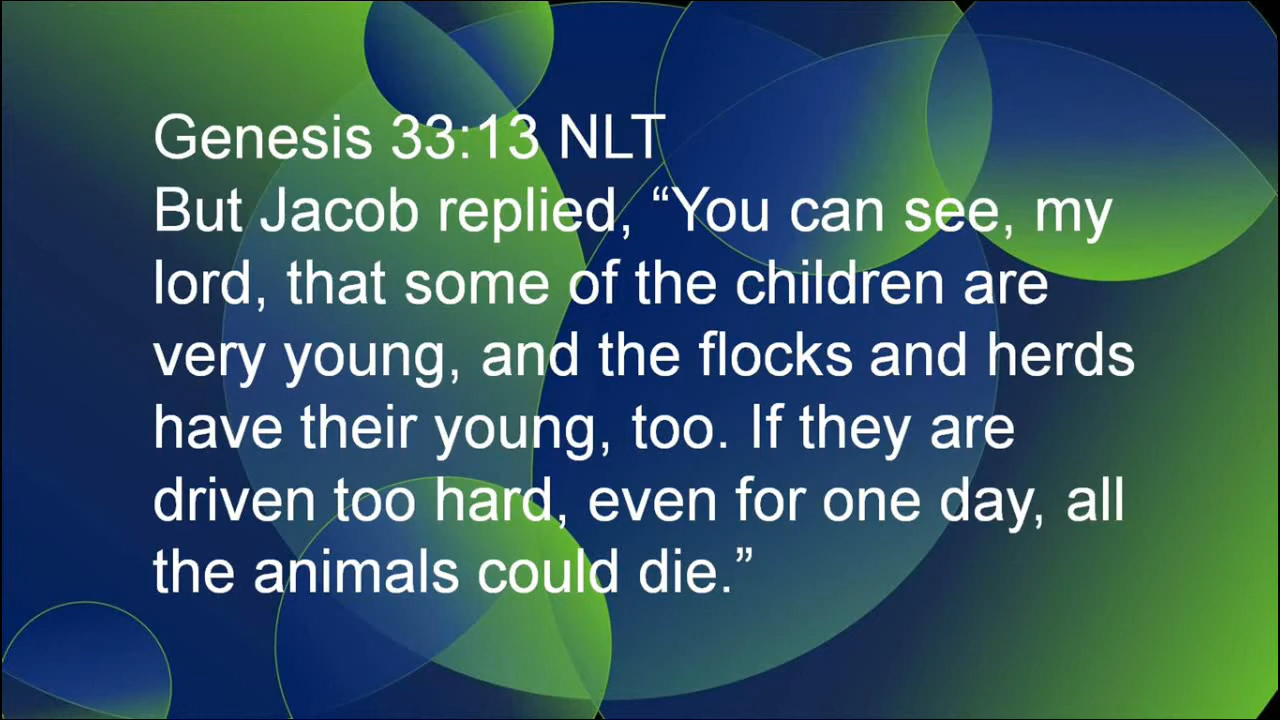 Genesis 33:13 NLT
But Jacob replied, “You can see, my
lord, that some of the children are
very young, and the flocks and herds
have their young, too. If they are
driven too hard, even for one day, all
the animals could die.”